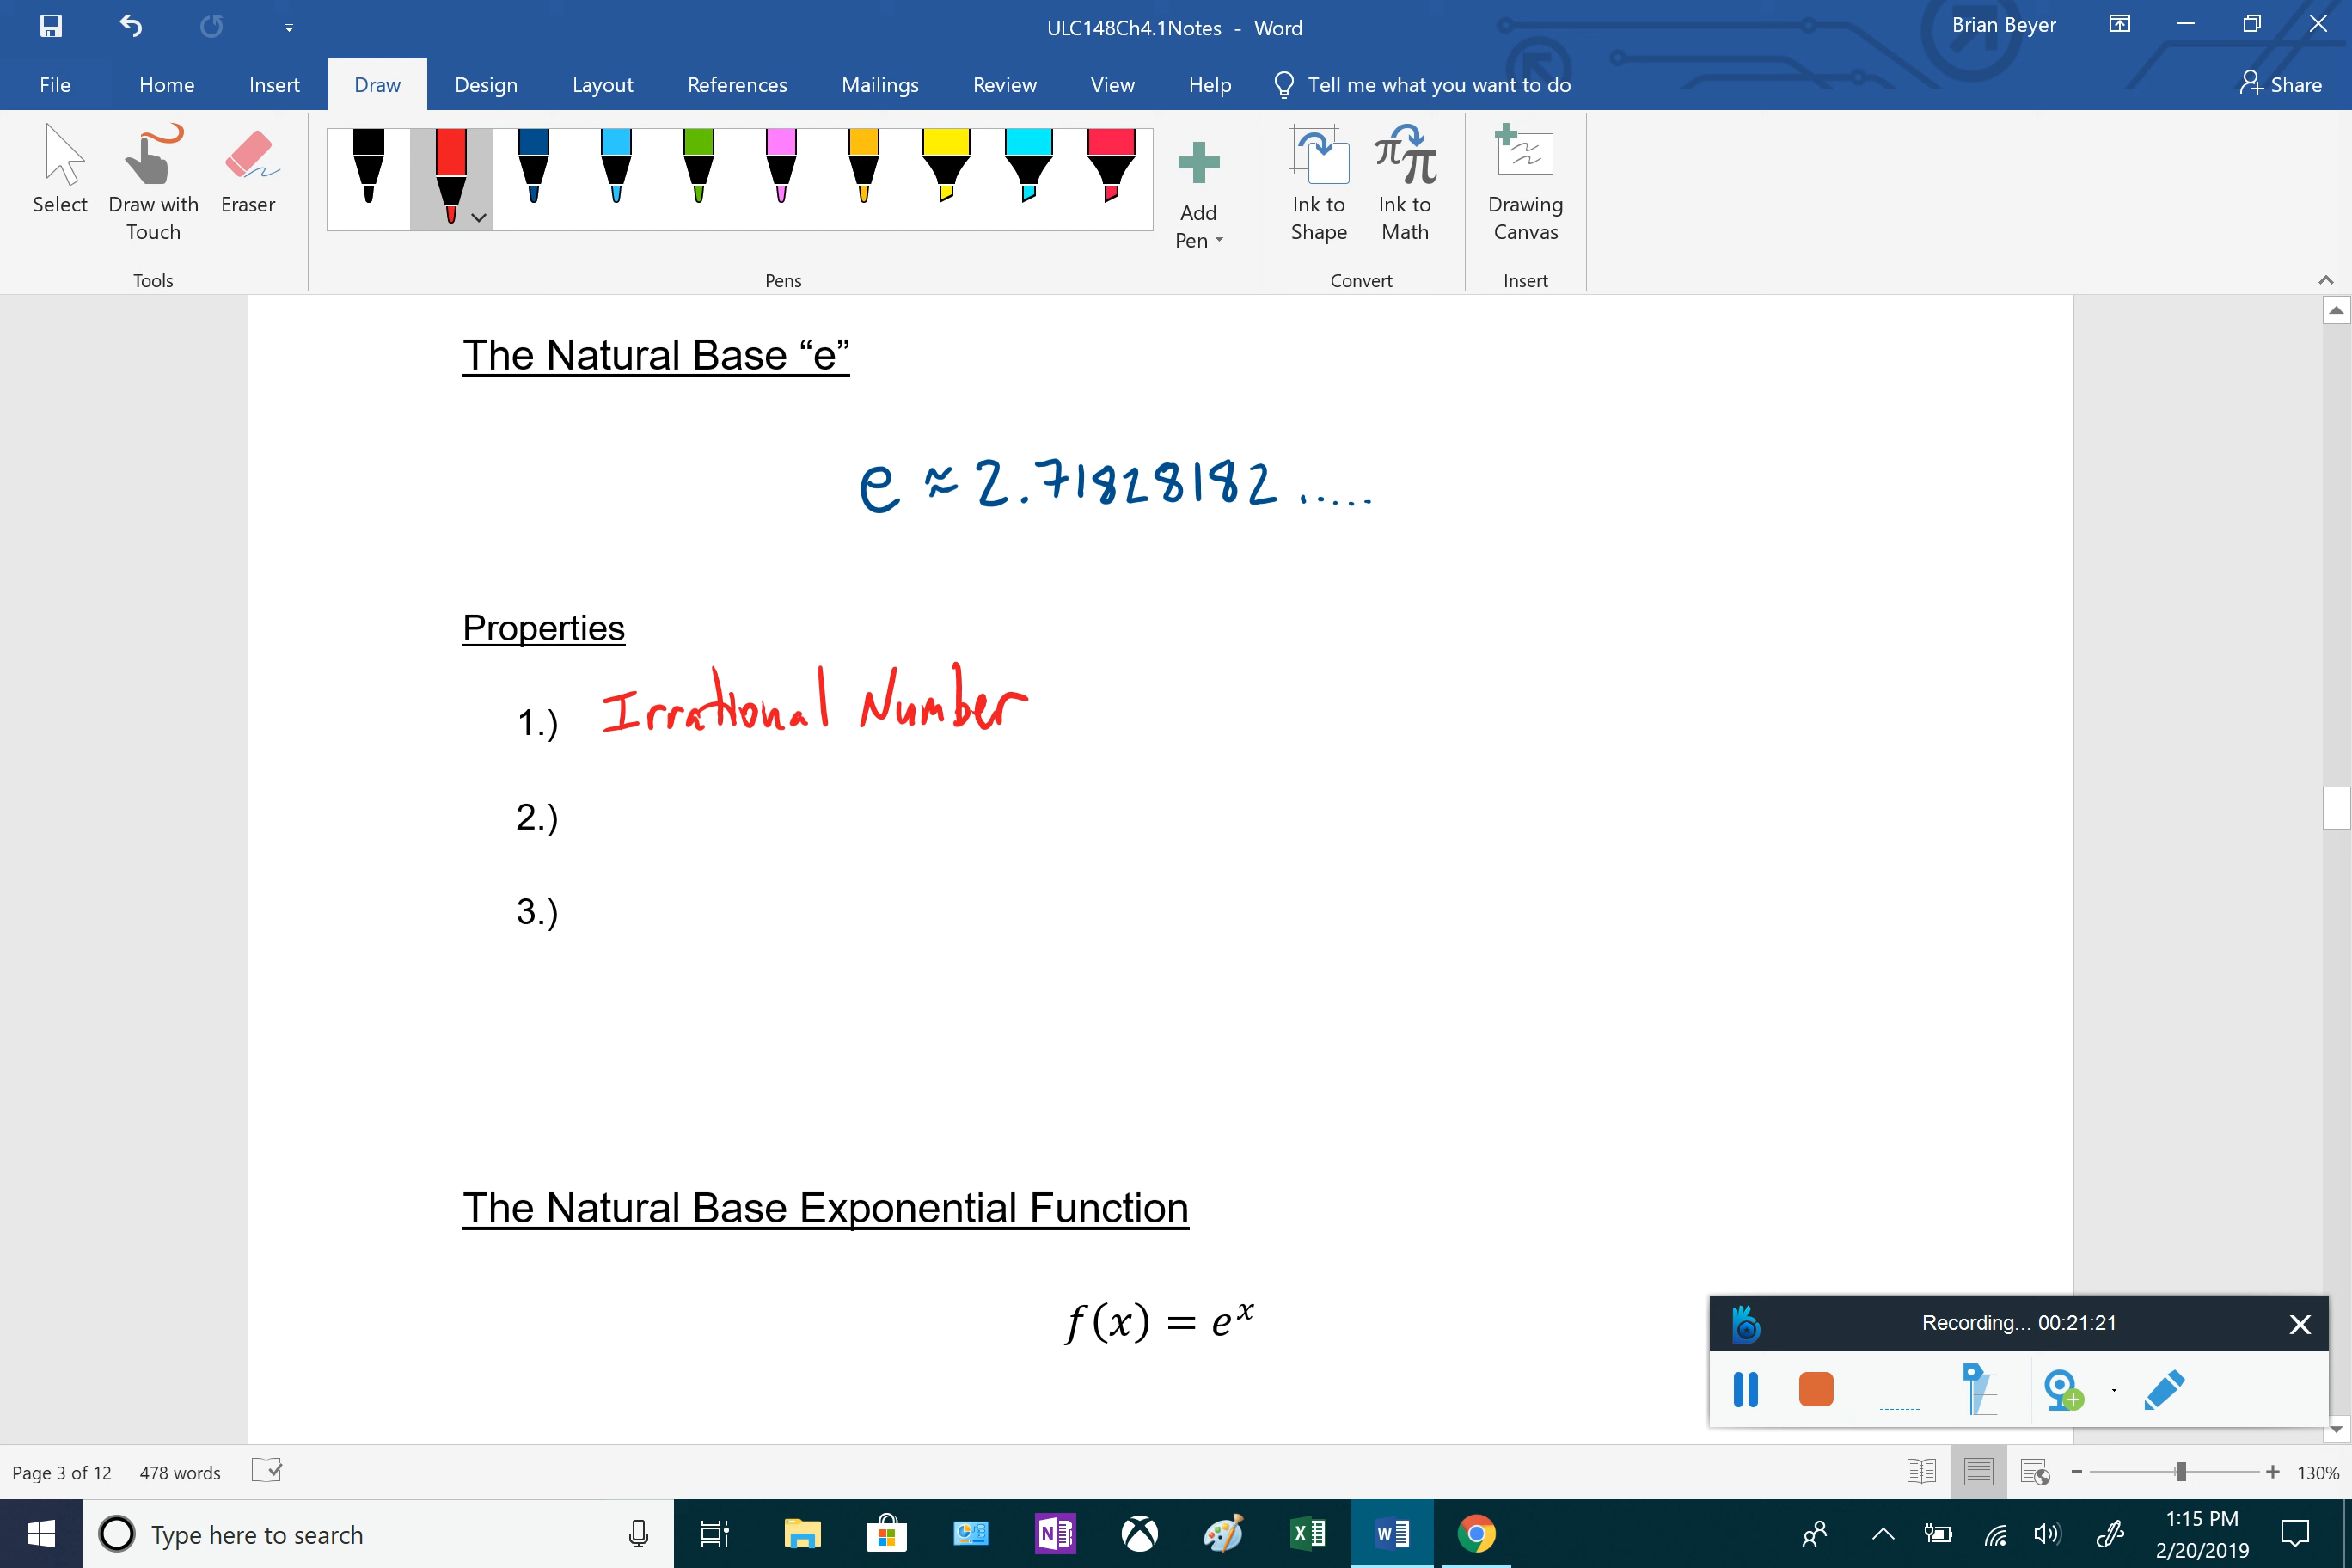 ULC148Ch4.1Notes - Word
Brian Beyer
File Home Insert Draw Design Layout References Mailings Review View Help Tell me what you want to do Share
Select Draw with Touch Eraser Add Pen Ink to Shape Ink to Math Drawing Canvas
Tools Pens Convert Insert
The Natural Base “e”
e ≈ 2.71828182.....
Properties
1.) Irrational Number
2.)
3.)
The Natural Base Exponential Function
f(x) = eˣ
Recording... 00:21:21
Page 3 of 12 478 words 130%
Type here to search
1:15 PM
2/20/2019